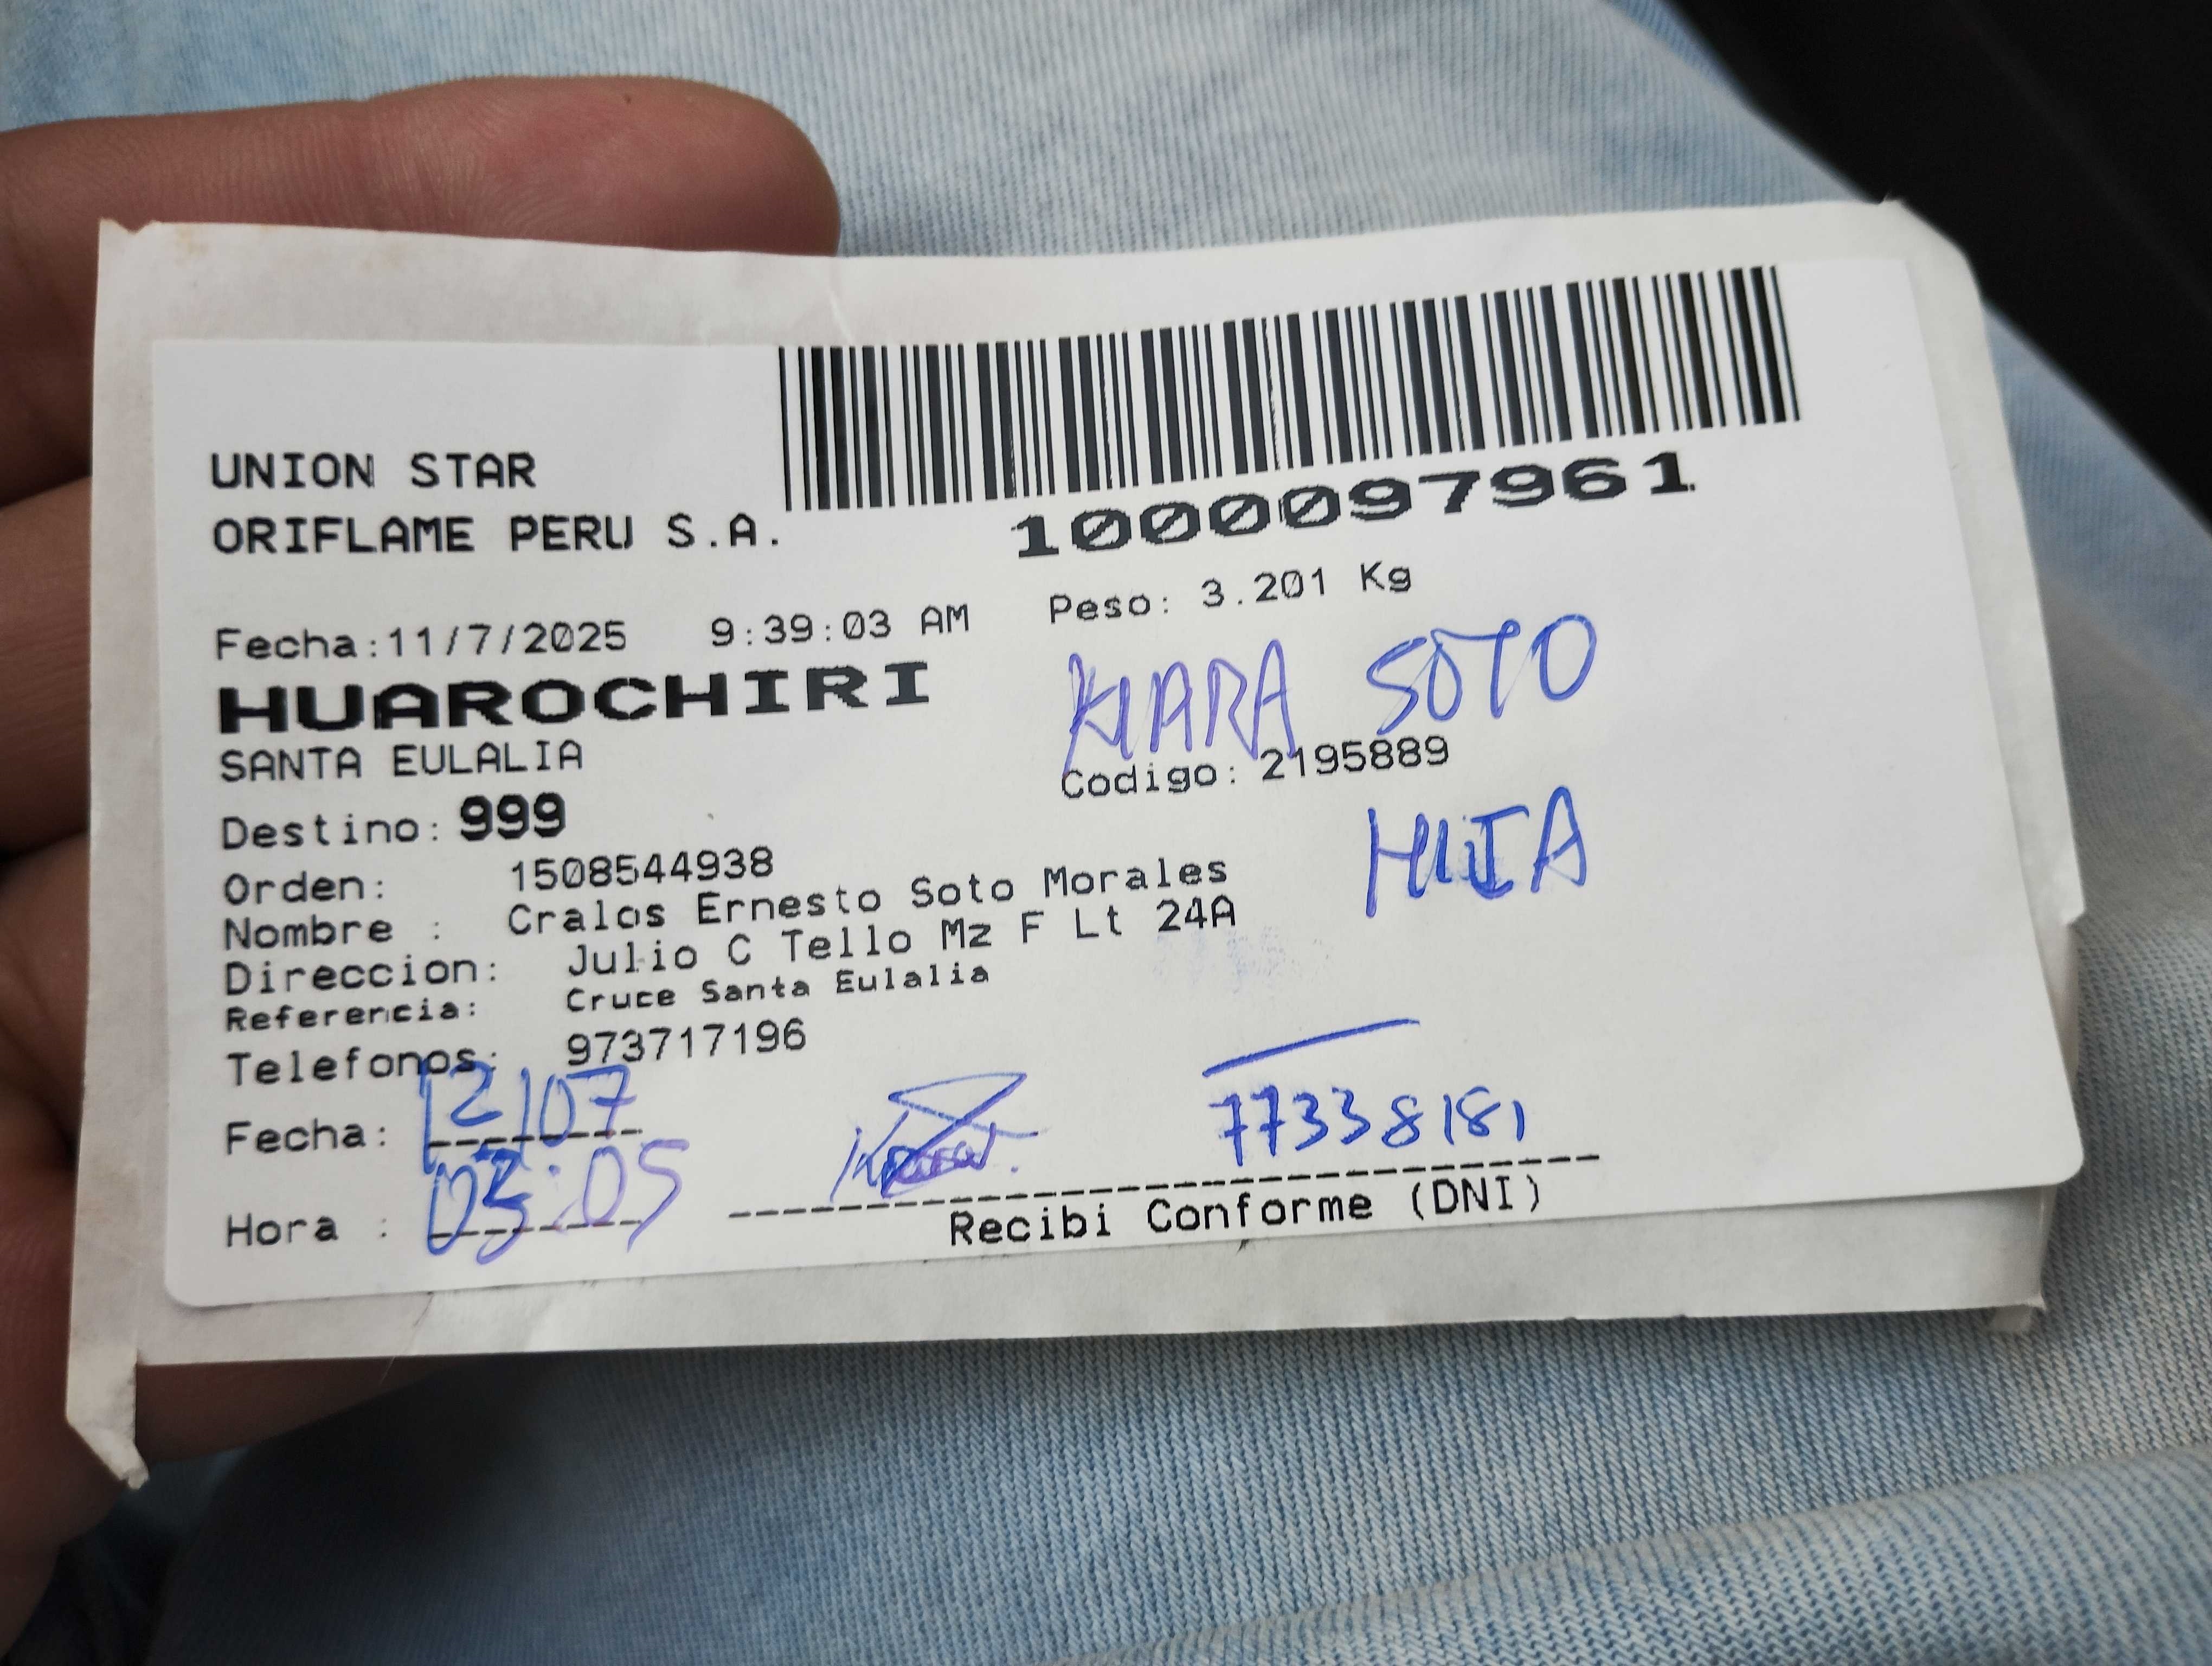 UNION STAR
ORIFLAME PERU S.A.
1000097961
Fecha:11/7/2025 9:39:03 AM Peso: 3.201 Kg
HUAROCHIRI
KIARA SOTO
SANTA EULALIA
Codigo: 2195889
Destino: 999
HIJA
Orden: 1508544938
Nombre : Cralos Ernesto Soto Morales
Direccion: Julio C Tello Mz F Lt 24A
Referencia: Cruce Santa Eulalia
Telefonos: 973717196
Fecha: 12/07
77338181
Hora : :05
Recibi Conforme (DNI)